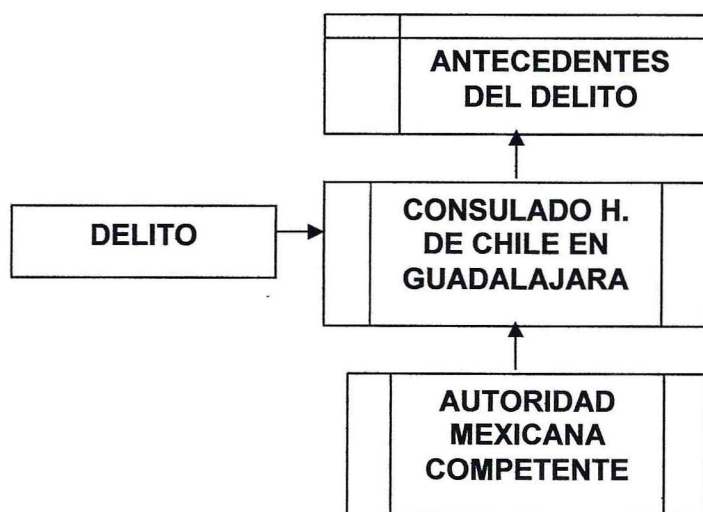 ANTECEDENTES
DEL DELITO
DELITO
CONSULADO H.
DE CHILE EN
GUADALAJARA
AUTORIDAD
MEXICANA
COMPETENTE